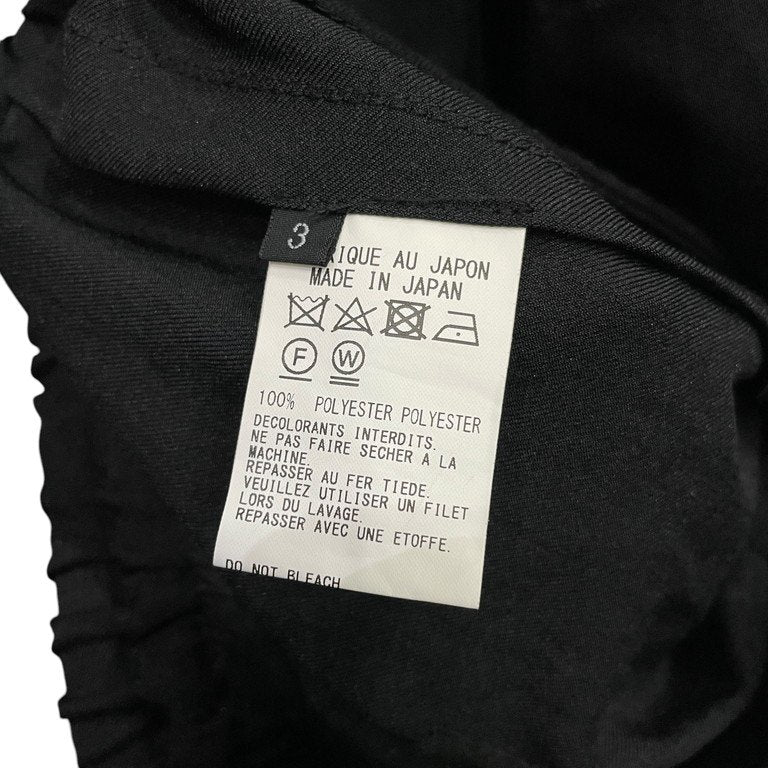 3
RIQUE AU JAPON
MADE IN JAPAN
F W
100% POLYESTER POLYESTER
DECOLORANTS INTERDITS.
NE PAS FAIRE SECHER A LA
MACHINE.
REPASSER AU FER TIEDE.
VEUILLEZ UTILISER UN FILET
LORS DU LAVAGE.
REPASSER AVEC UNE ETOFFE.
DO NOT BLEACH